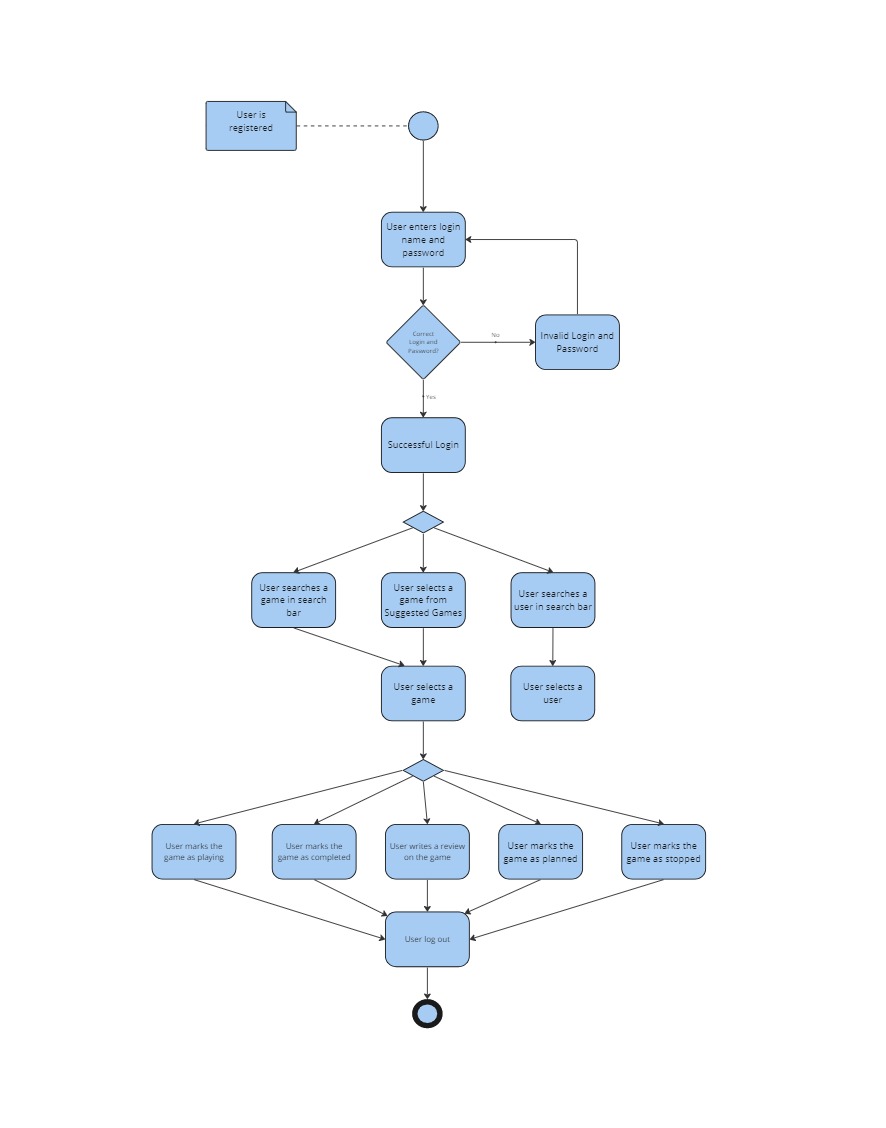 User is
registered
User enters login
name and
password
Correct
Login and
Password?
No
Invalid Login and
Password
Yes
Successful Login
User searches a
game in search
bar
User selects a
game from
Suggested Games
User searches a
user in search bar
User selects a
game
User selects a
user
User marks the
game as playing
User marks the
game as completed
User writes a review
on the game
User marks the
game as planned
User marks the
game as stopped
User log out